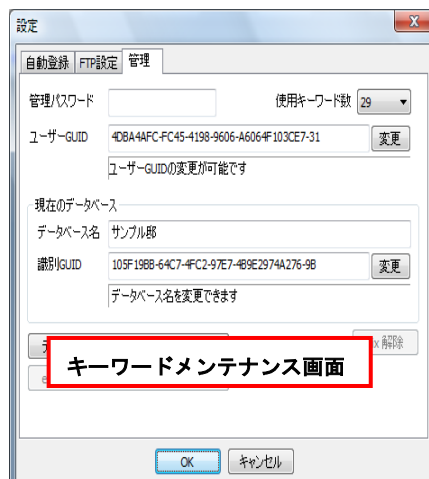 設定
自動登録 FTP設定 管理
管理パスワード 使用キーワード数 29
ユーザーGUID 4DBA4AFC-FC45-4198-9606-A6064F103CE7-31 変更
ユーザーGUIDの変更が可能です
現在のデータベース
データベース名 サンプル邸
識別GUID 105F19BB-64C7-4FC2-97E7-4B9E2974A276-9B 変更
データベース名を変更できます
解除
キーワードメンテナンス画面
OK キャンセル